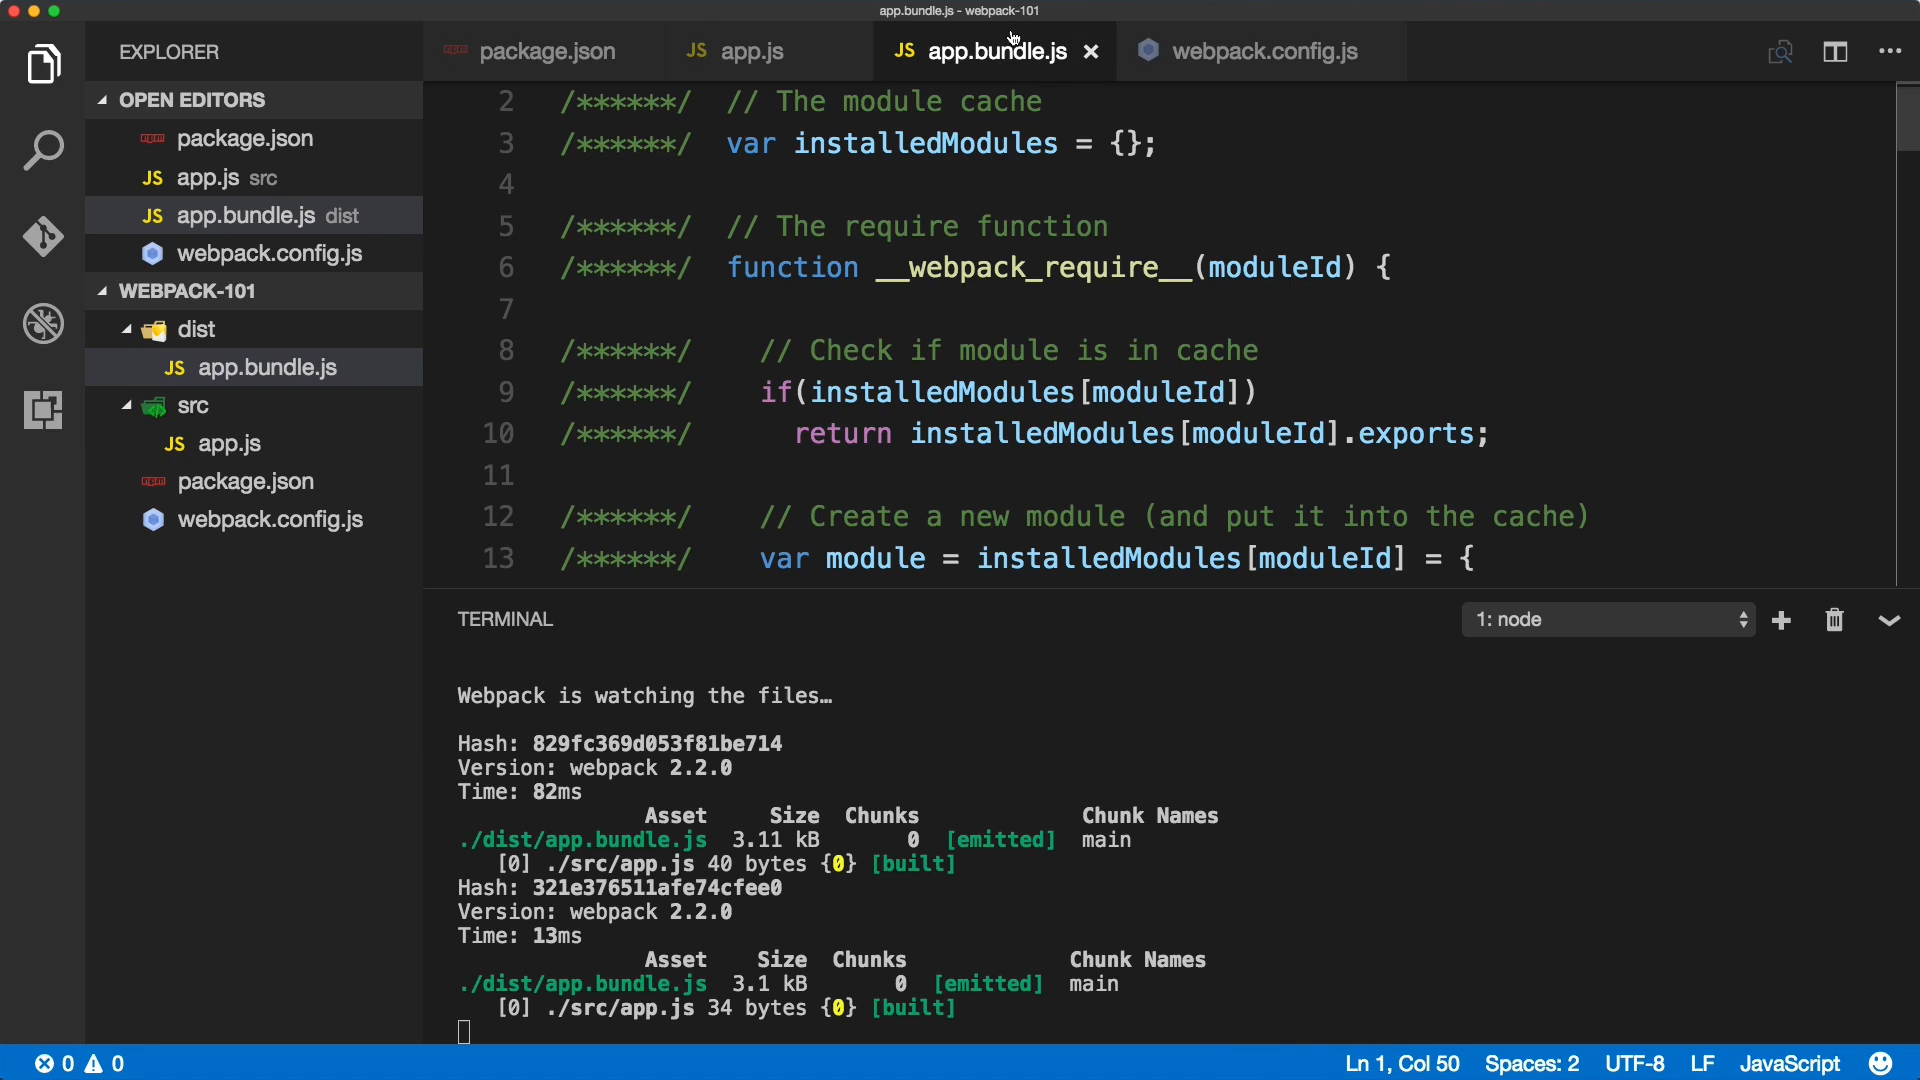 app.bundle.js - webpack-101
EXPLORER
OPEN EDITORS
package.json
JS app.js src
JS app.bundle.js dist
webpack.config.js
WEBPACK-101
dist
JS app.bundle.js
src
JS app.js
package.json
webpack.config.js
package.json
JS app.js
JS app.bundle.js
webpack.config.js
2 /******/ // The module cache
3 /******/ var installedModules = {};
4
5 /******/ // The require function
6 /******/ function __webpack_require__(moduleId) {
7
8 /******/ // Check if module is in cache
9 /******/ if(installedModules[moduleId])
10 /******/ return installedModules[moduleId].exports;
11
12 /******/ // Create a new module (and put it into the cache)
13 /******/ var module = installedModules[moduleId] = {
TERMINAL
1: node
Webpack is watching the files…
Hash: 829fc369d053f81be714
Version: webpack 2.2.0
Time: 82ms
Asset Size Chunks Chunk Names
./dist/app.bundle.js 3.11 kB 0 [emitted] main
[0] ./src/app.js 40 bytes {0} [built]
Hash: 321e376511afe74cfee0
Version: webpack 2.2.0
Time: 13ms
Asset Size Chunks Chunk Names
./dist/app.bundle.js 3.1 kB 0 [emitted] main
[0] ./src/app.js 34 bytes {0} [built]
0 0
Ln 1, Col 50 Spaces: 2 UTF-8 LF JavaScript